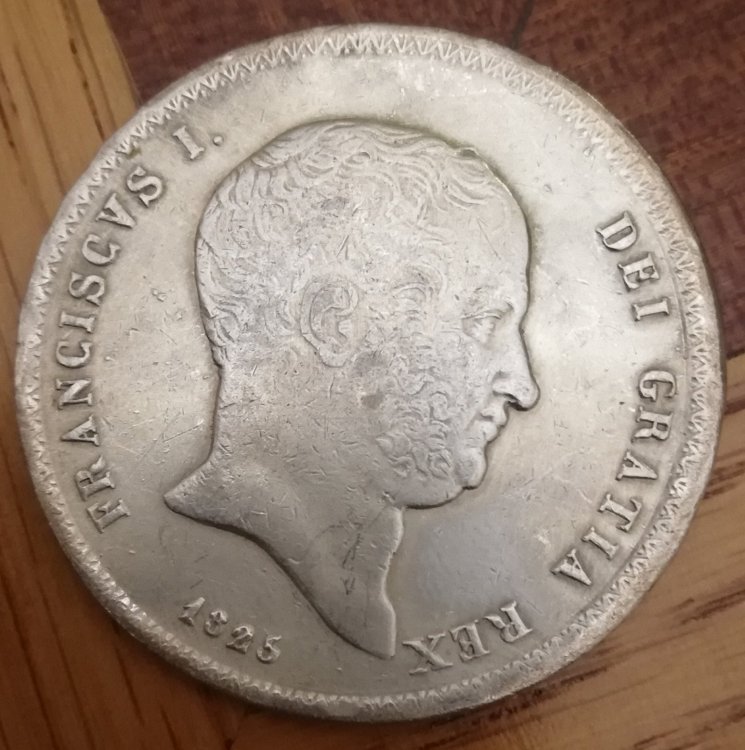 FRANCISCVS I.
DEI GRATIA REX
1825